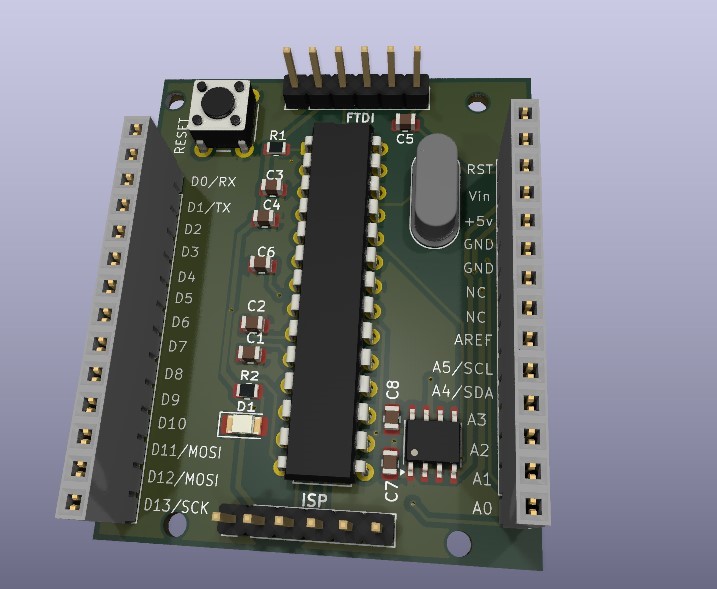 RESET
FTDI
R1
C5
C3
C4
C6
C2
C1
R2
D1
D0/RX
D1/TX
D2
D3
D4
D5
D6
D7
D8
D9
D10
D11/MOSI
D12/MOSI
D13/SCK
RST
Vin
+5v
GND
GND
NC
NC
AREF
A5/SCL
A4/SDA
A3
A2
A1
A0
C8
C7
ISP